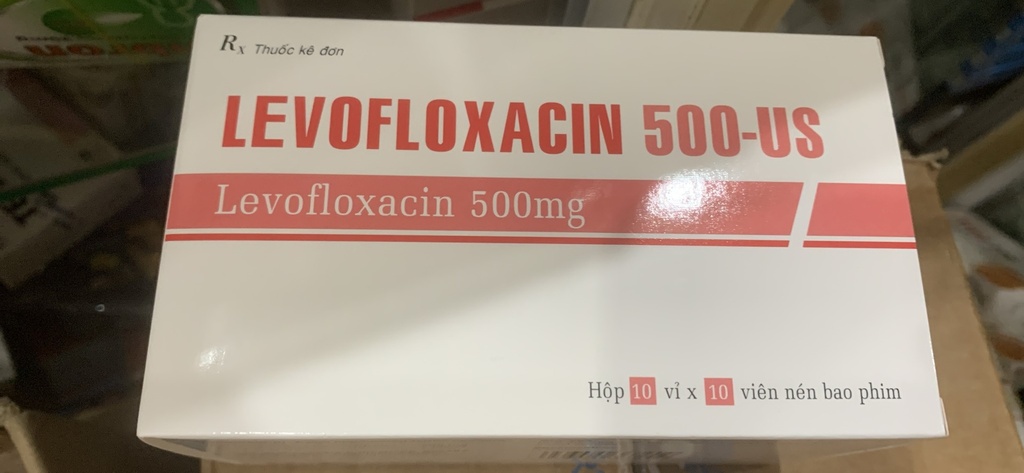 Rx Thuốc kê đơn
LEVOFLOXACIN 500-US
Levofloxacin 500mg
Hộp 10 vỉ x 10 viên nén bao phim